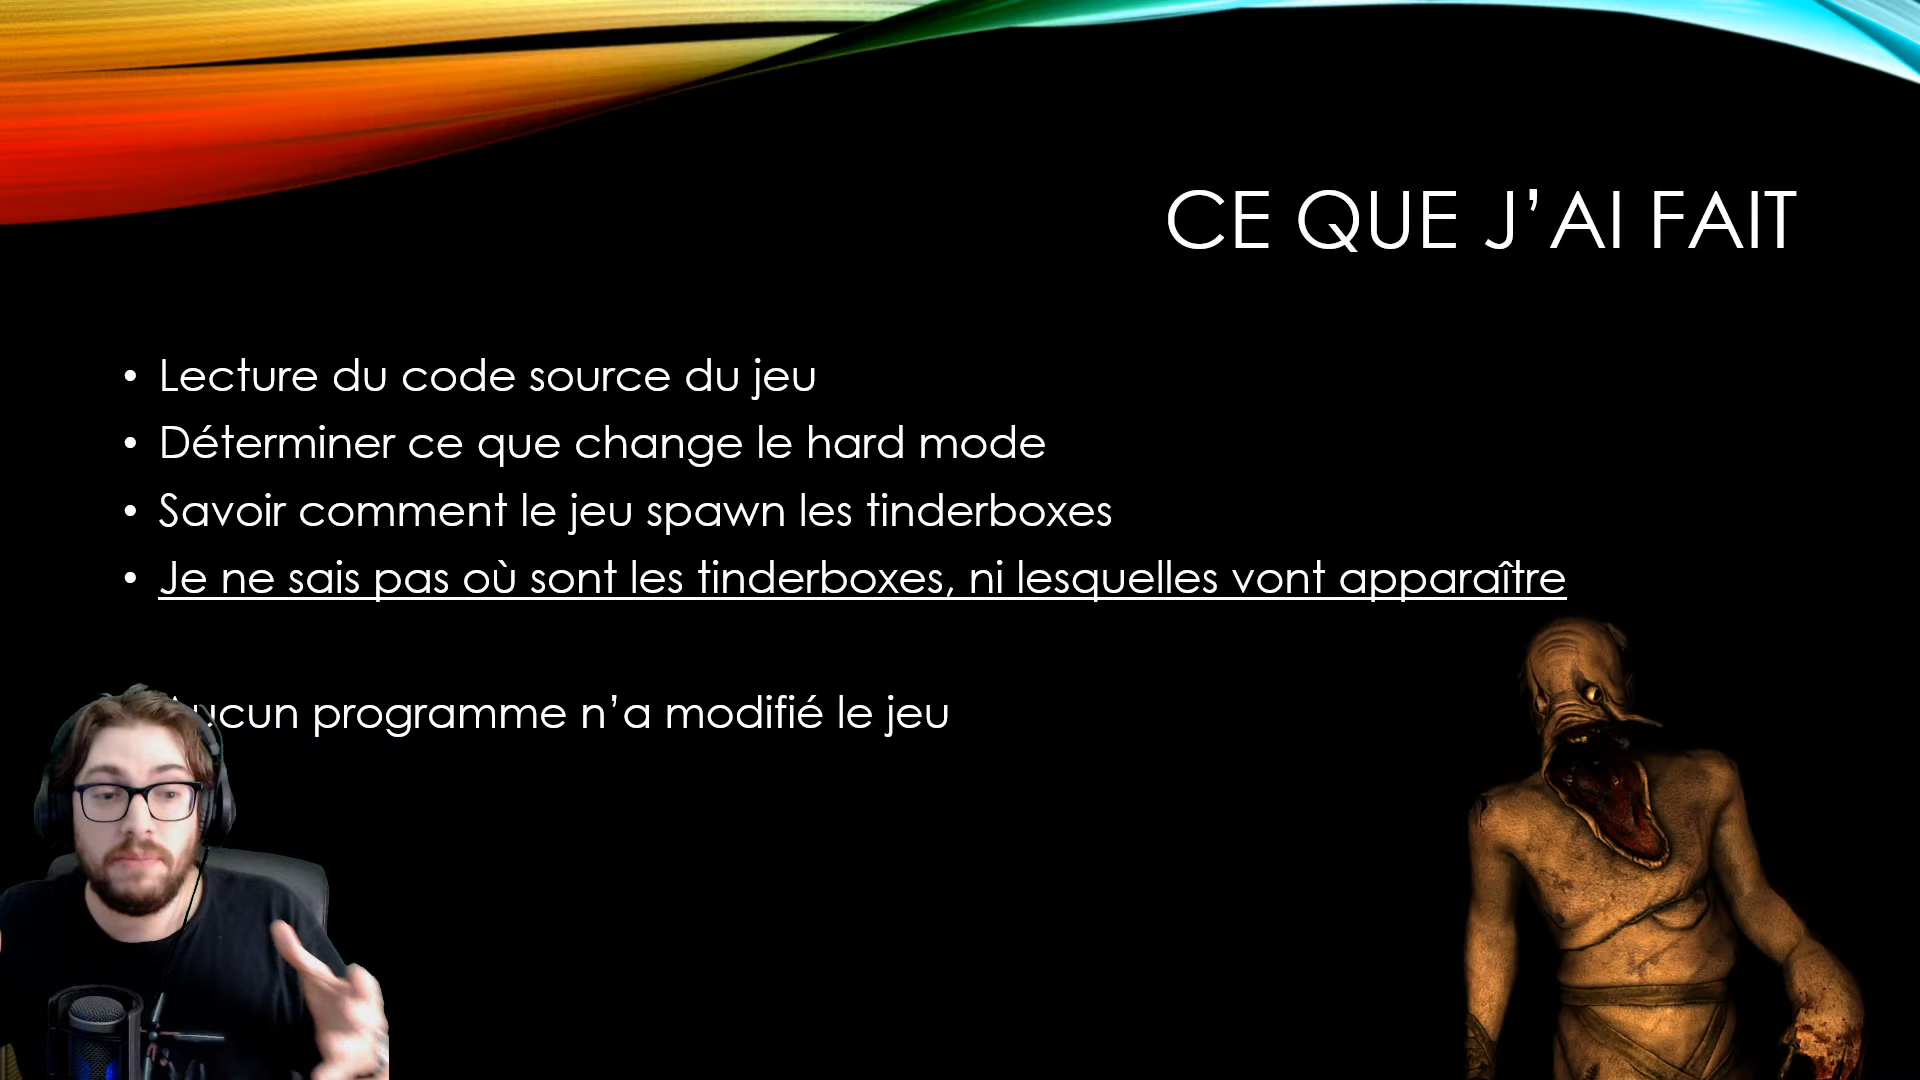 CE QUE J’AI FAIT
• Lecture du code source du jeu
• Déterminer ce que change le hard mode
• Savoir comment le jeu spawn les tinderboxes
• Je ne sais pas où sont les tinderboxes, ni lesquelles vont apparaître
Aucun programme n’a modifié le jeu